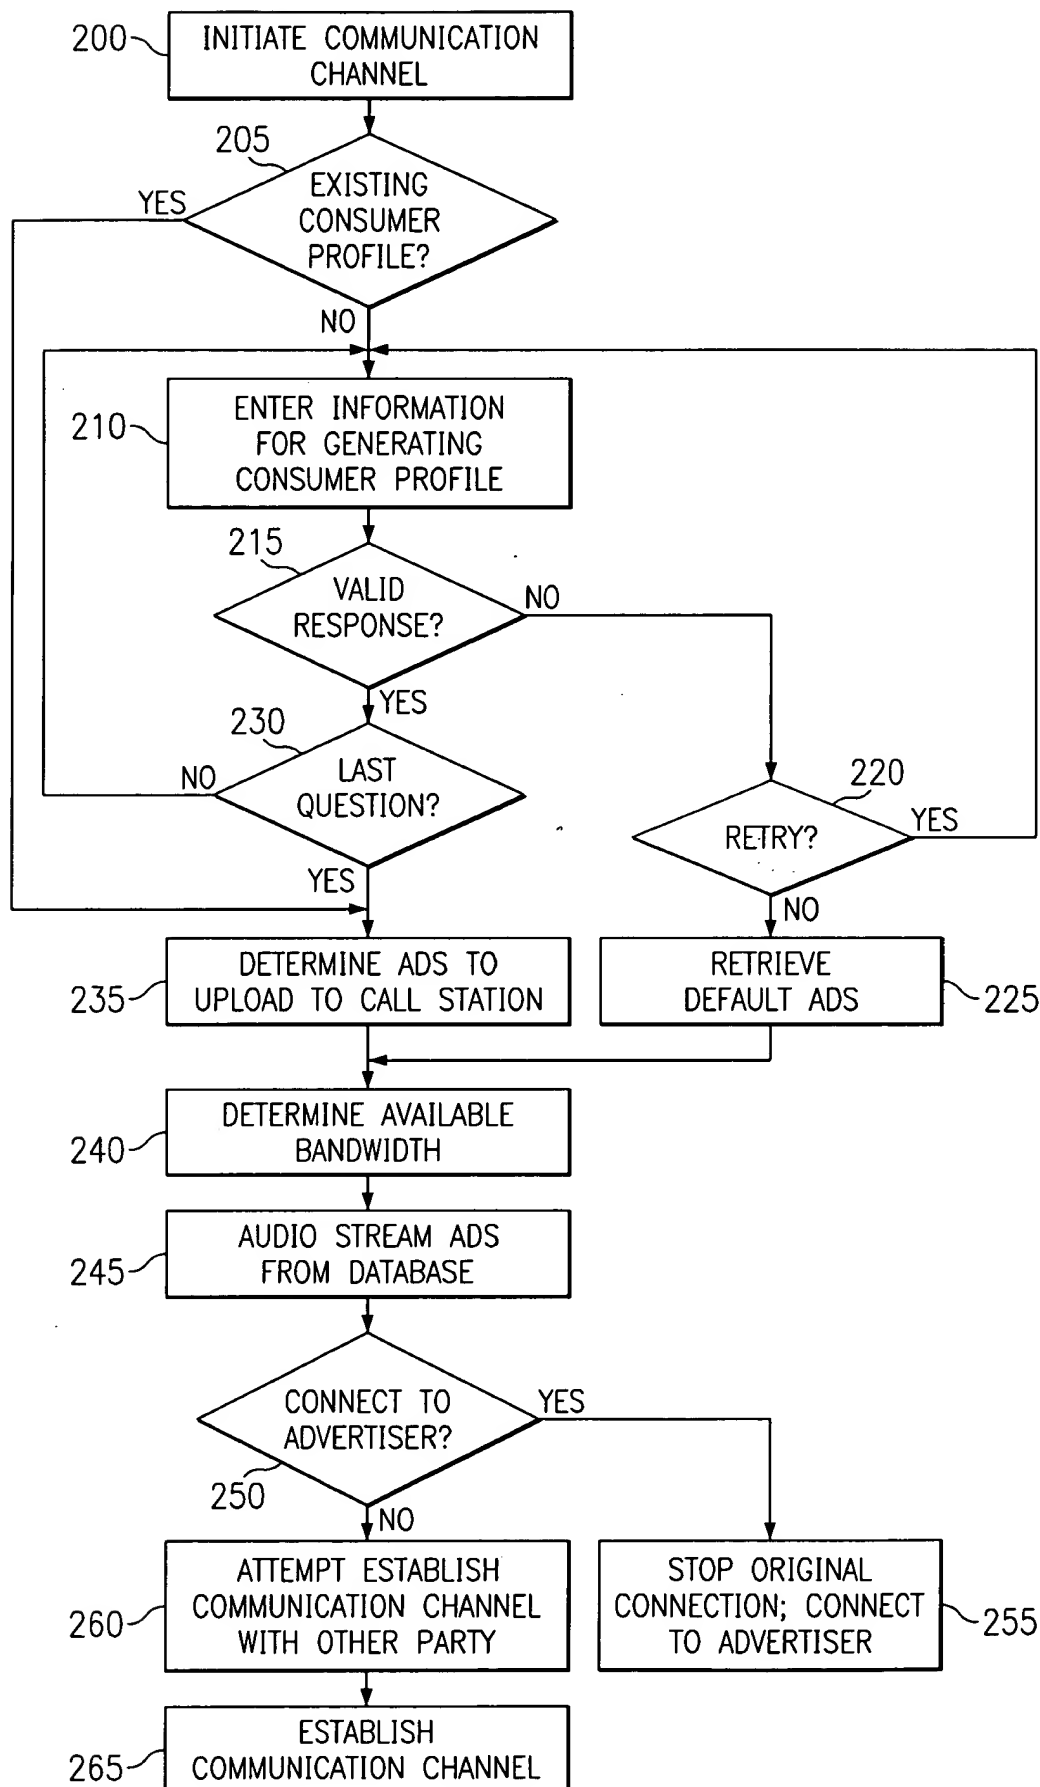 200
INITIATE COMMUNICATION
CHANNEL
205
YES
EXISTING
CONSUMER
PROFILE?
NO
210
ENTER INFORMATION
FOR GENERATING
CONSUMER PROFILE
215
VALID
RESPONSE?
NO
YES
230
NO
LAST
QUESTION?
220
RETRY?
YES
YES
NO
235
DETERMINE ADS TO
UPLOAD TO CALL STATION
RETRIEVE
DEFAULT ADS
225
240
DETERMINE AVAILABLE
BANDWIDTH
245
AUDIO STREAM ADS
FROM DATABASE
CONNECT TO
ADVERTISER?
YES
250
NO
260
ATTEMPT ESTABLISH
COMMUNICATION CHANNEL
WITH OTHER PARTY
STOP ORIGINAL
CONNECTION; CONNECT
TO ADVERTISER
255
265
ESTABLISH
COMMUNICATION CHANNEL